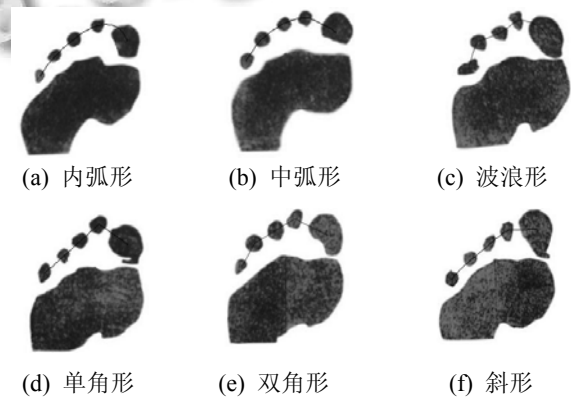 (a) 内弧形
(b) 中弧形
(c) 波浪形
(d) 单角形
(e) 双角形
(f) 斜形